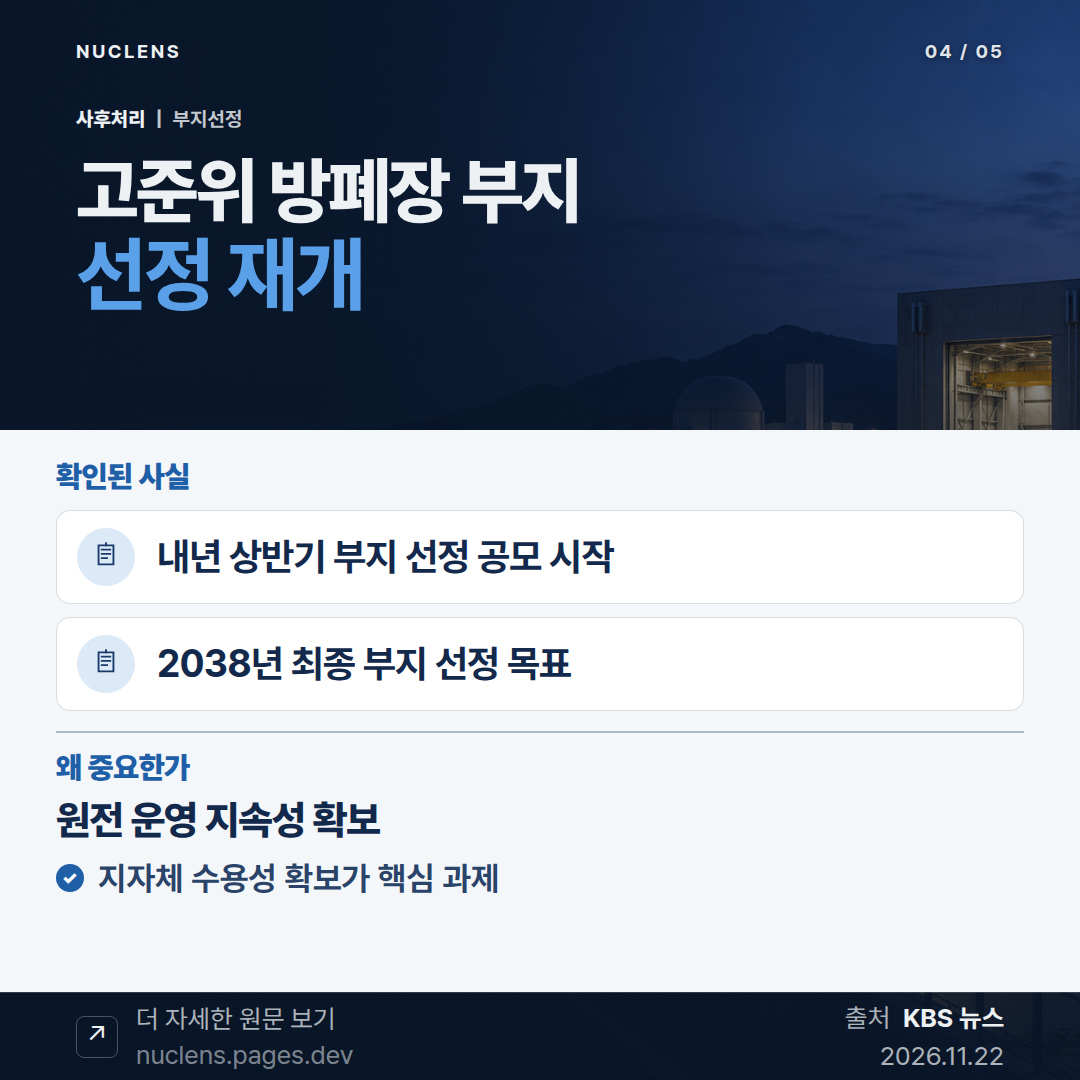 NUCLENS
04 / 05
사후처리 | 부지선정
고준위 방폐장 부지
선정 재개
확인된 사실
내년 상반기 부지 선정 공모 시작
2038년 최종 부지 선정 목표
왜 중요한가
원전 운영 지속성 확보
지자체 수용성 확보가 핵심 과제
더 자세한 원문 보기
nuclens.pages.dev
출처 KBS 뉴스
2026.11.22